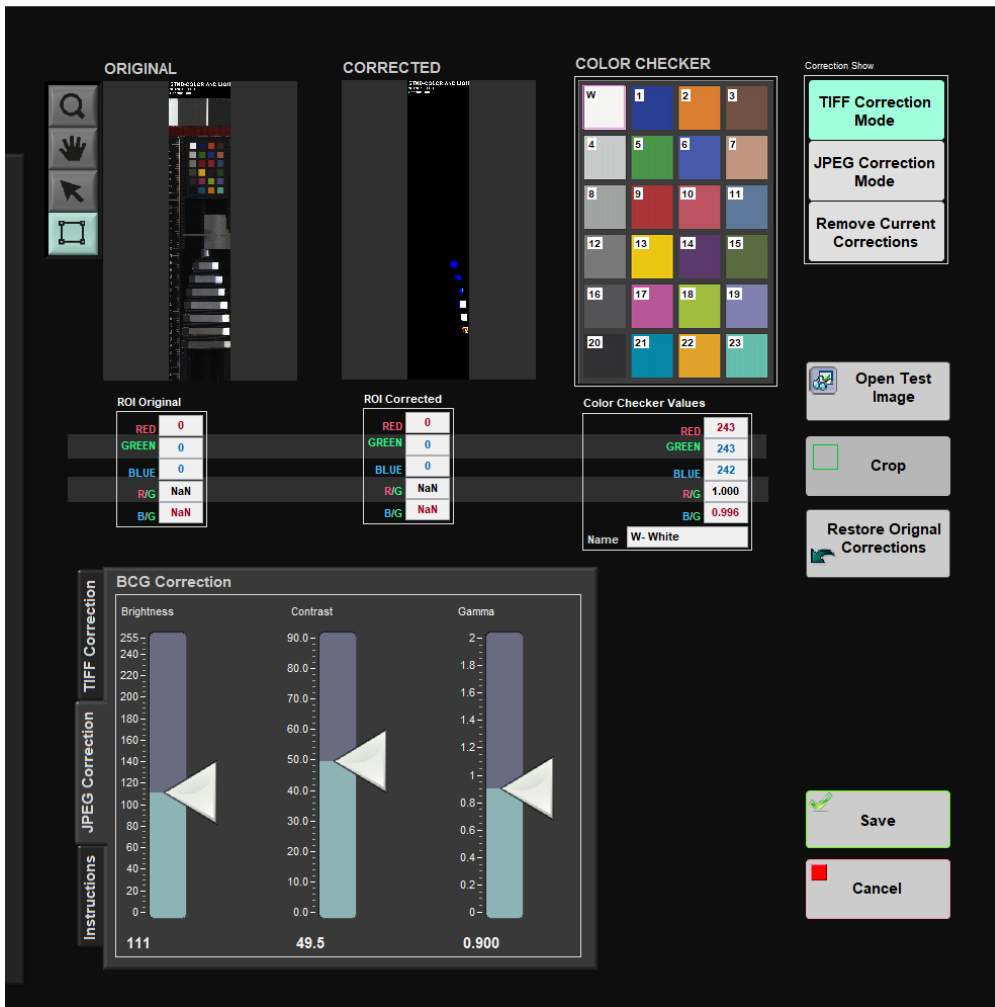 ORIGINAL
CORRECTED
COLOR CHECKER
Correction Show
W 1 2 3
4 5 6 7
8 9 10 11
12 13 14 15
16 17 18 19
20 21 22 23
TIFF Correction
Mode
JPEG Correction
Mode
Remove Current
Corrections
Open Test
Image
Crop
Restore Orignal
Corrections
ROI Original
RED 0
GREEN 0
BLUE 0
R/G NaN
B/G NaN
ROI Corrected
RED 0
GREEN 0
BLUE 0
R/G NaN
B/G NaN
Color Checker Values
RED 243
GREEN 243
BLUE 242
R/G 1.000
B/G 0.996
Name W- White
TIFF Correction
JPEG Correction
Instructions
BCG Correction
Brightness
255
240
220
200
180
160
140
120
100
80
60
40
20
0
111
Contrast
90.0
80.0
70.0
60.0
50.0
40.0
30.0
20.0
10.0
0.0
49.5
Gamma
2
1.8
1.6
1.4
1.2
1
0.8
0.6
0.4
0.2
0
0.900
Save
Cancel